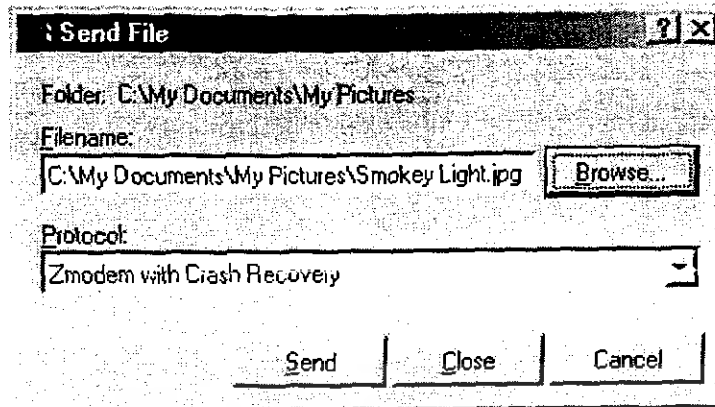 Send File
? ×
Folder: C:\My Documents\My Pictures
Filename:
C:\My Documents\My Pictures\Smokey Light.jpg Browse...
Protocol:
Zmodem with Crash Recovery
Send Close Cancel